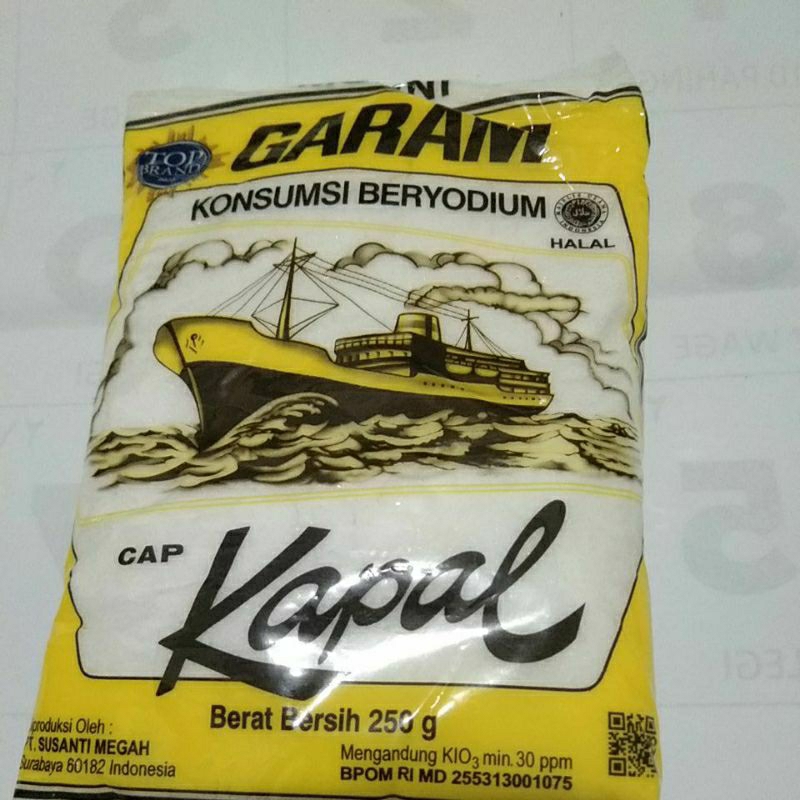 GARAM
TOP
BRAND
KONSUMSI BERYODIUM
HALAL
CAP
Kapal
Berat Bersih 250 g
produksi Oleh :
PT. SUSANTI MEGAH
Surabaya 60182 Indonesia
Mengandung KIO₃ min. 30 ppm
BPOM RI MD 255313001075